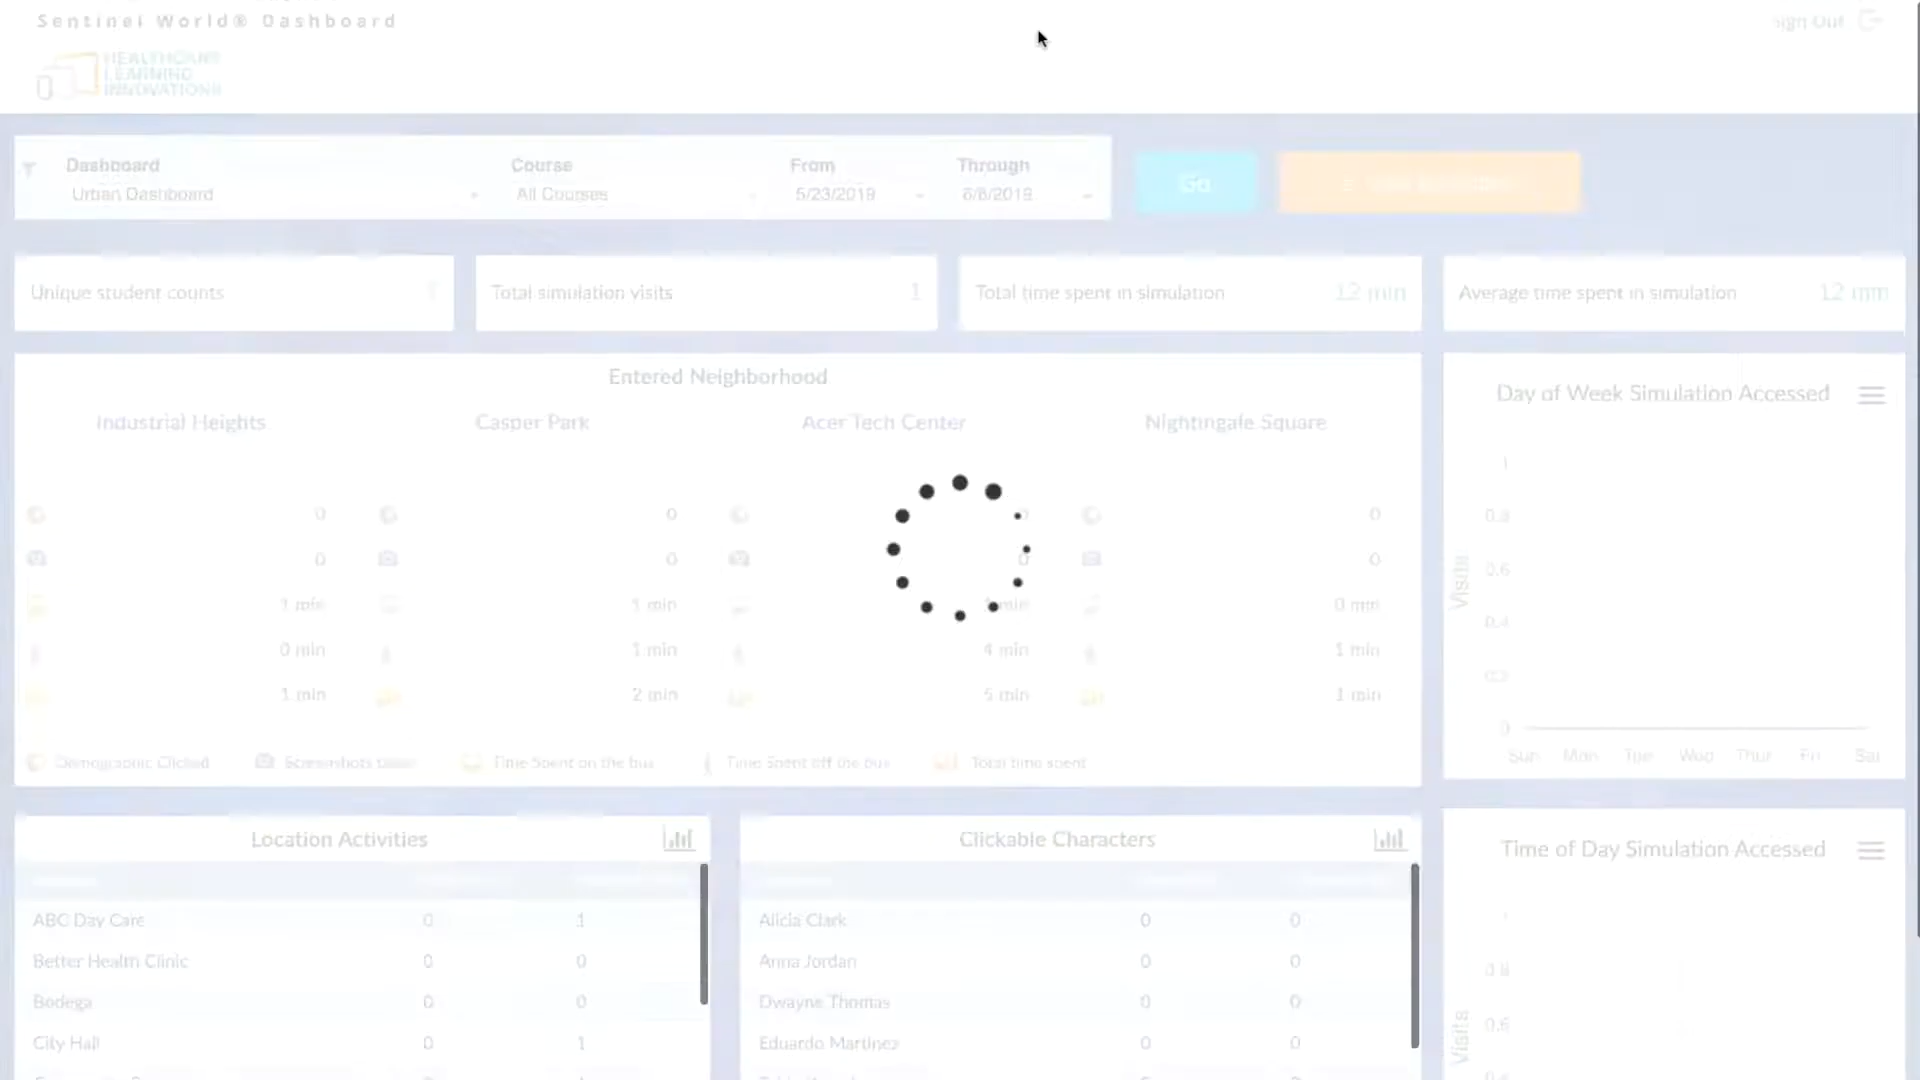 Sentinel World® Dashboard
Sign Out
HEALTHCARE
LEARNING
INNOVATIONS
Dashboard
Urban Dashboard
Course
All Courses
From
5/23/2019
Through
6/6/2019
Go
Unique student counts
1
Total simulation visits
1
Total time spent in simulation
12 min
Average time spent in simulation
12 min
Entered Neighborhood
Industrial Heights
Casper Park
Acer Tech Center
Nightingale Square
0
0
0
0
0
0
0
1 min
1 min
min
0 min
0 min
1 min
4 min
1 min
1 min
2 min
5 min
1 min
Demographic Clicked
Screenshots taken
Time Spent on the bus
Time Spent off the bus
Total time spent
Day of Week Simulation Accessed
Visits
1
0.8
0.6
0.4
0.2
0
Sun
Mon
Tue
Wed
Thur
Fri
Sat
Location Activities
ABC Day Care
0
1
Better Health Clinic
0
0
Bodega
0
0
City Hall
0
1
Clickable Characters
Alicia Clark
0
0
Anna Jordan
0
0
Dwayne Thomas
0
0
Eduardo Martinez
0
0
Time of Day Simulation Accessed
Visits
0.8
0.6